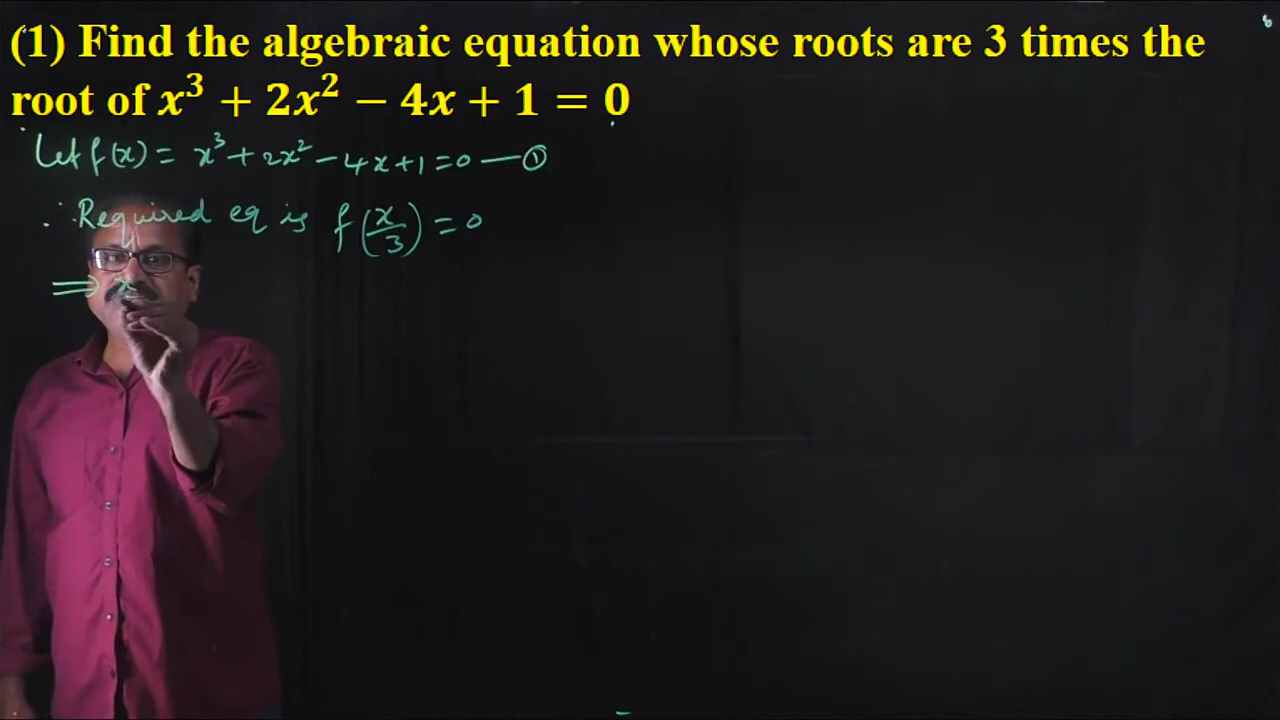 (1) Find the algebraic equation whose roots are 3 times the
root of x³ + 2x² − 4x + 1 = 0
Let f(x) = x³ + 2x² − 4x + 1 = 0 — ①
∴ Required eq is f(x/3) = 0
⇒ x